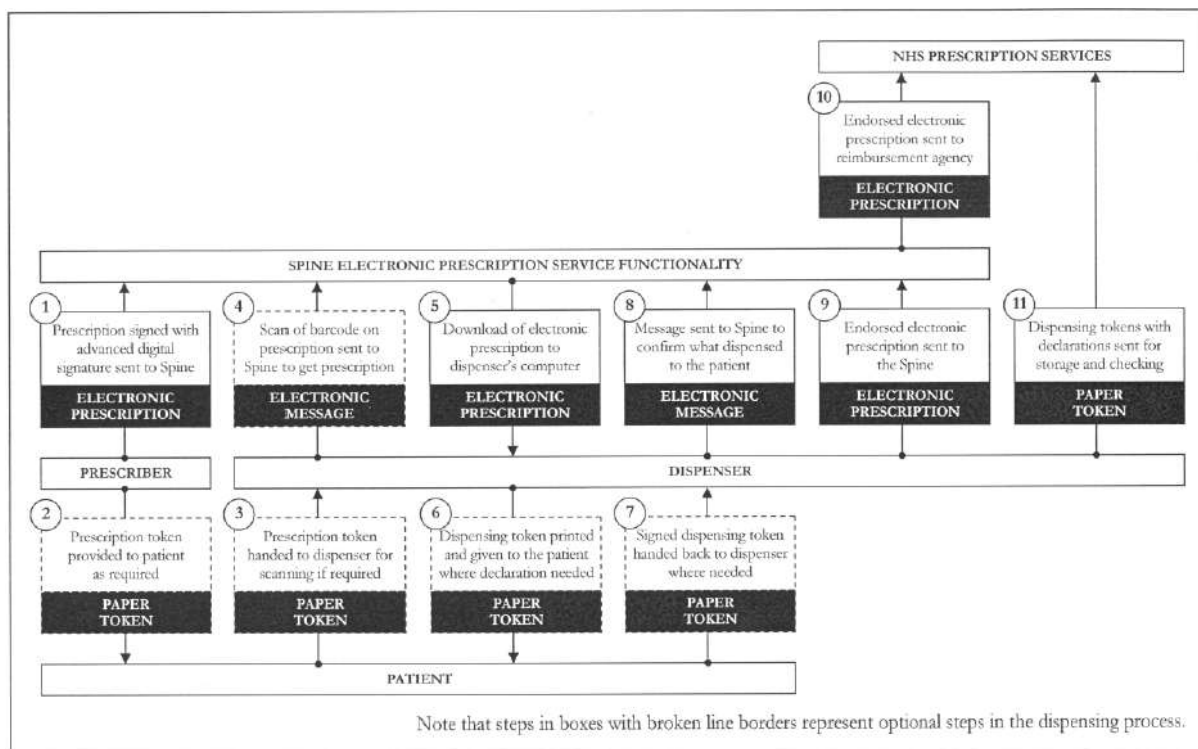 NHS PRESCRIPTION SERVICES
10
Endorsed electronic
prescription sent to
reimbursement agency
ELECTRONIC
PRESCRIPTION
SPINE ELECTRONIC PRESCRIPTION SERVICE FUNCTIONALITY
1
Prescription signed with
advanced digital
signature sent to Spine
ELECTRONIC
PRESCRIPTION
4
Scan of barcode on
prescription sent to
Spine to get prescription
ELECTRONIC
MESSAGE
5
Download of electronic
prescription to
dispenser's computer
ELECTRONIC
PRESCRIPTION
8
Message sent to Spine to
confirm what dispensed
to the patient
ELECTRONIC
MESSAGE
9
Endorsed electronic
prescription sent to
the Spine
ELECTRONIC
PRESCRIPTION
11
Dispensing tokens with
declarations sent for
storage and checking
PAPER
TOKEN
PRESCRIBER
DISPENSER
2
Prescription token
provided to patient
as required
PAPER
TOKEN
3
Prescription token
handed to dispenser for
scanning if required
PAPER
TOKEN
6
Dispensing token printed
and given to the patient
where declaration needed
PAPER
TOKEN
7
Signed dispensing token
handed back to dispenser
where needed
PAPER
TOKEN
PATIENT
Note that steps in boxes with broken line borders represent optional steps in the dispensing process.